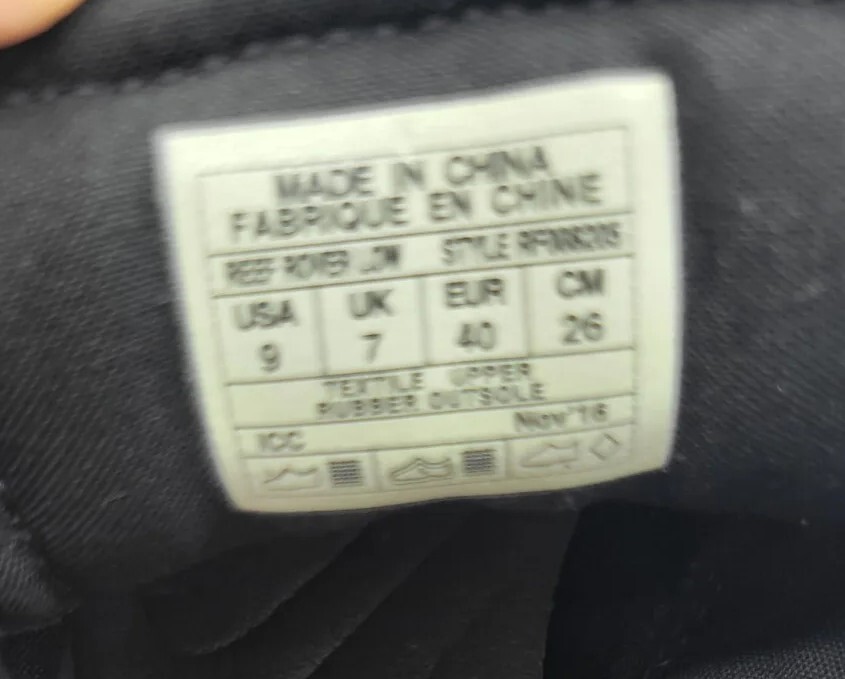 MADE IN CHINA
FABRIQUE EN CHINE
REEF ROVER LOW STYLE
USA UK EUR CM
9 7 40 26
TEXTILE UPPER
RUBBER OUTSOLE
ICC Nov'16